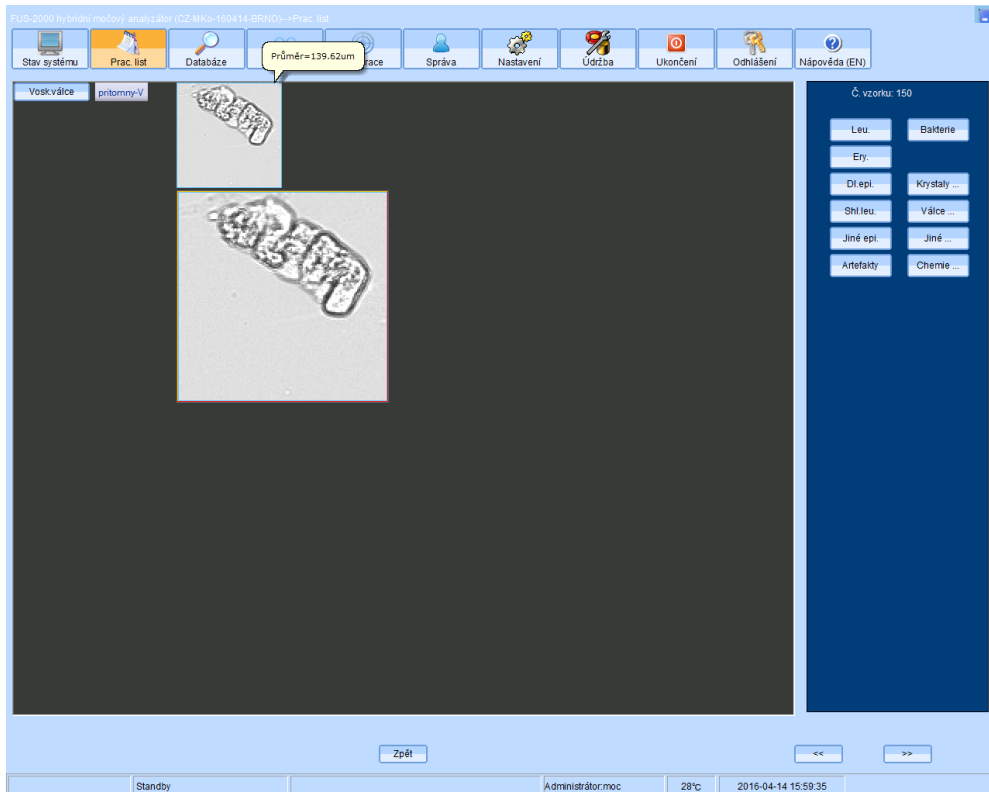 FUS-2000 hybridní močový analyzátor (CZ-MKo-160414-BRNO)-->Prac. list
Stav systému
Prac. list
Databáze
Průměr=139.62um
race
Správa
Nastavení
Údržba
Ukončení
Odhlášení
Nápověda (EN)
Vosk.válce
pritomny-V
Č. vzorku: 150
Leu.
Bakterie
Ery.
Dl.epi.
Krystaly ...
Shl.leu.
Válce ...
Jiné epi.
Jiné ...
Artefakty
Chemie ...
Zpět
<<
>>
Standby
Administrátor:moc
28°C
2016-04-14 15:59:35